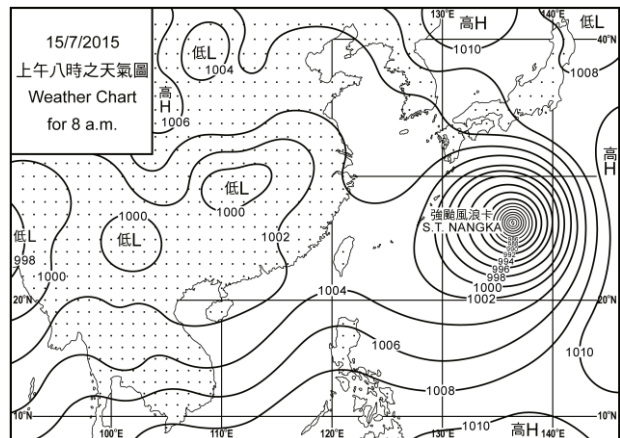 15/7/2015
上午八時之天氣圖
Weather Chart
for 8 a.m.
130°E
高H
140°E
低L
1010
40°N
低L
1004
1008
高
H
1006
低L
1000
高
H
1000
低L
低L
998
1000
1002
強颱風浪卡
S.T. NANGKA
992
994
996
998
1000
1002
20°N
20°N
1004
1006
1008
1010
10°N
100°E
110°E
120°E
1010
高H
130°E
140°E
10°N